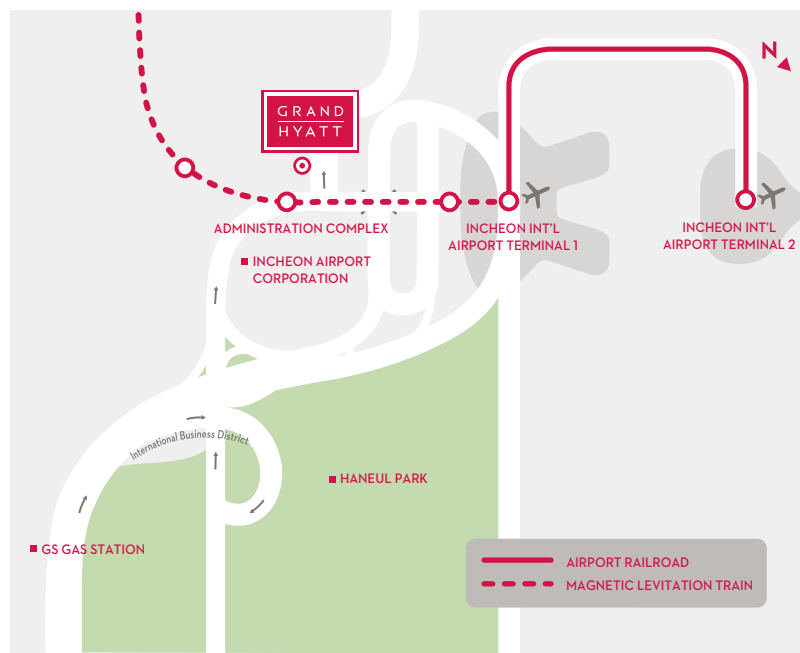 N
GRAND
HYATT
ADMINISTRATION COMPLEX
INCHEON INT'L
AIRPORT TERMINAL 1
INCHEON INT'L
AIRPORT TERMINAL 2
INCHEON AIRPORT
CORPORATION
International Business District
HANEUL PARK
GS GAS STATION
AIRPORT RAILROAD
MAGNETIC LEVITATION TRAIN